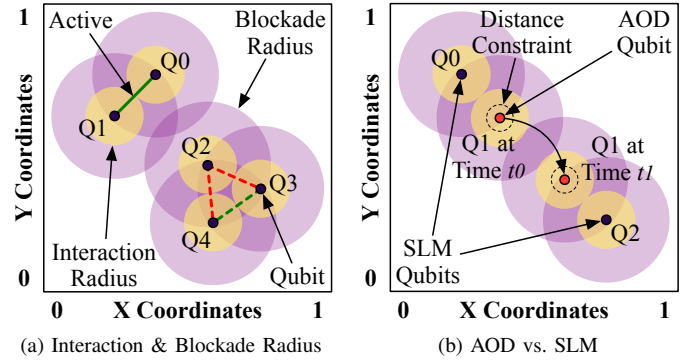 1
Y Coordinates
0
Active
Q0
Blockade
Radius
Q1
Q2
Q3
Q4
Interaction
Radius
Qubit
0
X Coordinates
1
(a) Interaction & Blockade Radius
1
Y Coordinates
0
Distance
Constraint
AOD
Qubit
Q0
Q1 at
Time t0
Q1 at
Time t1
SLM
Qubits
Q2
0
X Coordinates
1
(b) AOD vs. SLM